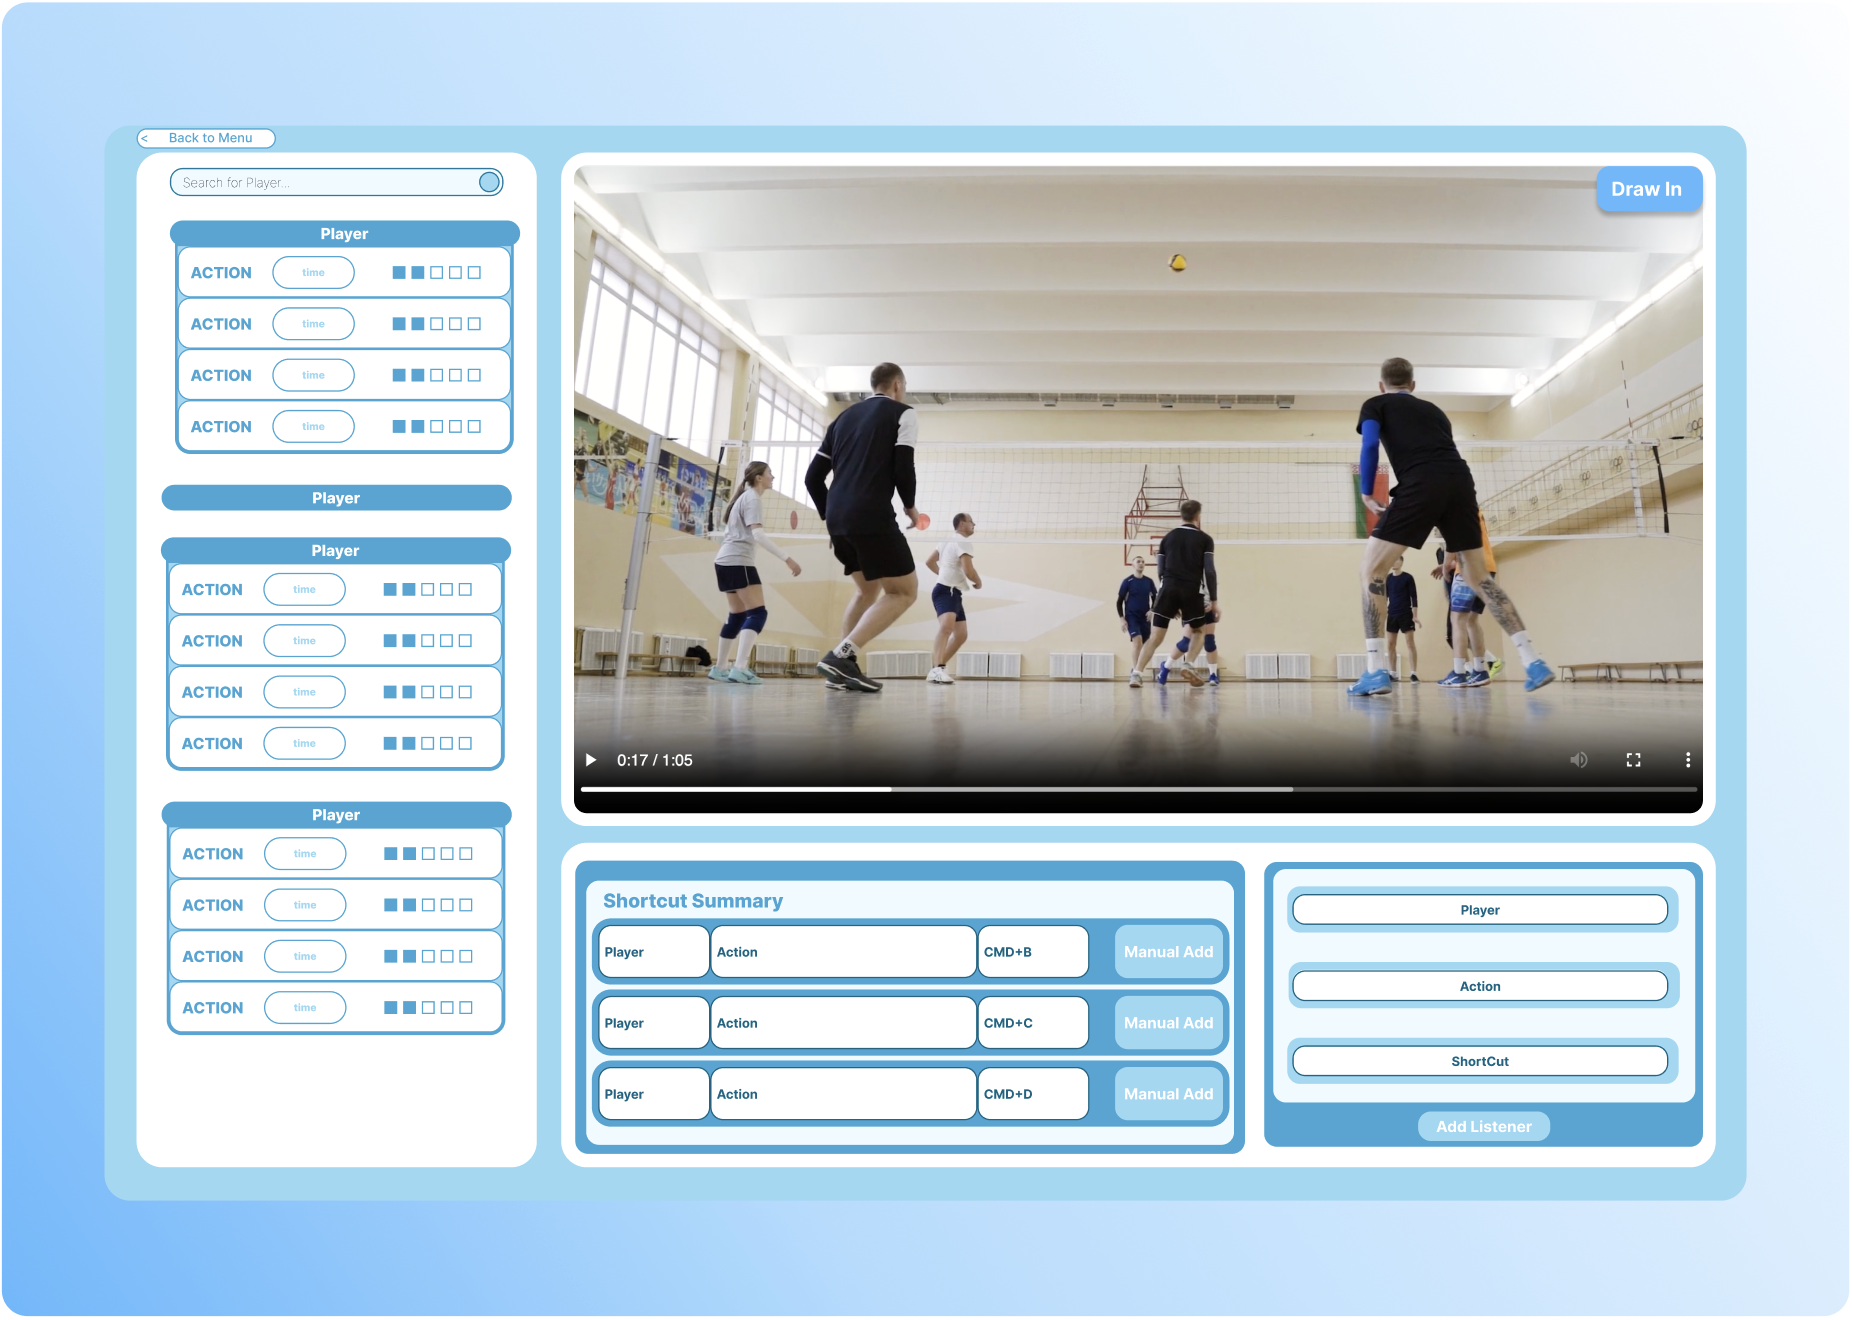 < Back to Menu
Search for Player...
Player
ACTION time
ACTION time
ACTION time
ACTION time
Player
Player
ACTION time
ACTION time
ACTION time
ACTION time
Player
ACTION time
ACTION time
ACTION time
ACTION time
Draw In
0:17 / 1:05
Shortcut Summary
Player Action CMD+B Manual Add
Player Action CMD+C Manual Add
Player Action CMD+D Manual Add
Player
Action
ShortCut
Add Listener